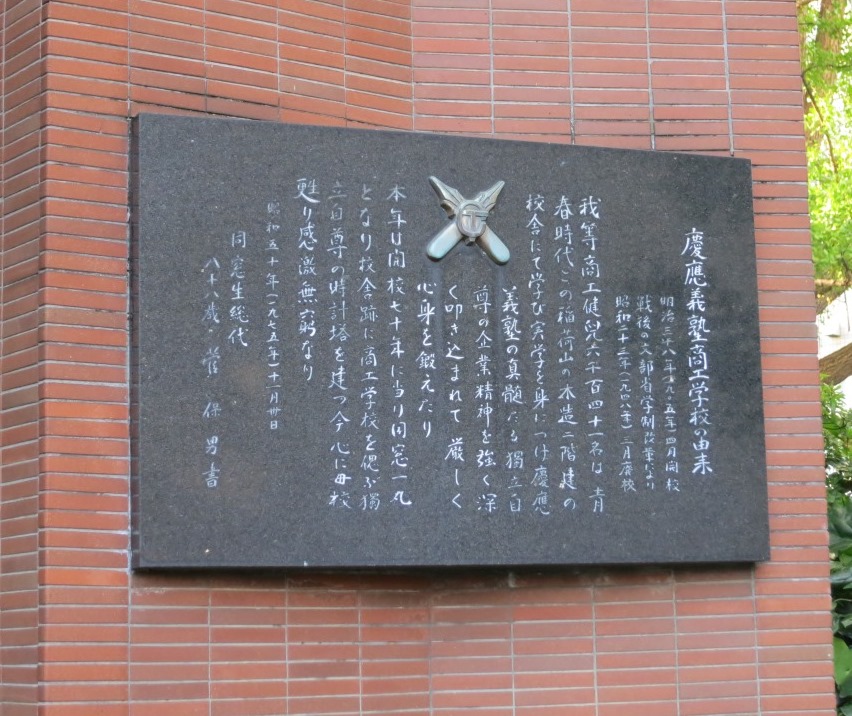 慶應義塾商工学校の由来
明治三十八年(一九〇五年)四月開校
戦後の文部省学制改革により
昭和二十三年(一九四八年)三月廃校
我等商工健児六千百四十一名は、青
春時代この稲荷山の木造二階建の
校舎にて学び実学を身につけ慶應
義塾の真髄たる獨立自
尊の企業精神を強く深
く叩き込まれて厳しく
心身を鍛えたり
本年は開校七十年に当り同窓一丸
となり校舎跡に商工学校を偲ぶ獨
立自尊の時計塔を建つ今心に母校
甦り感激無窮なり
昭和五十年(一九七五年)十一月卅日
同窓生総代
八十八歳 菅 保男書